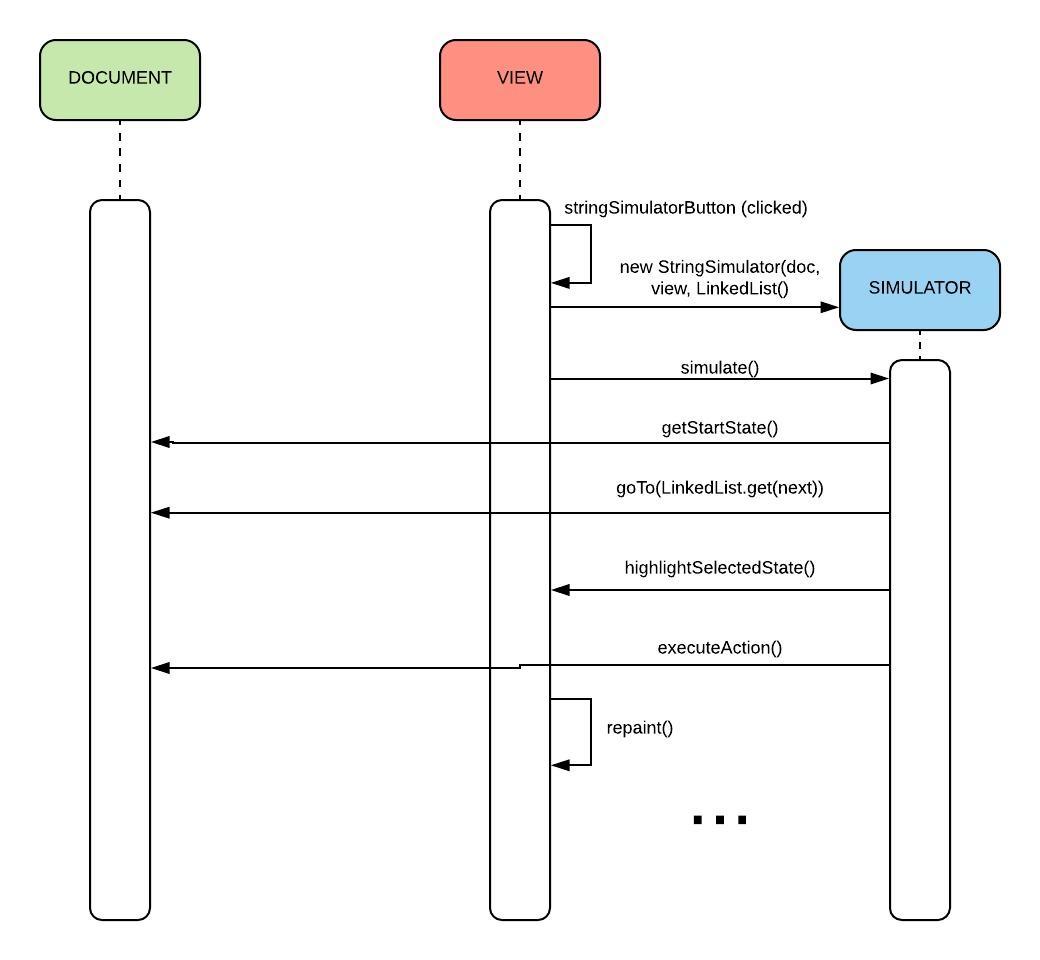 DOCUMENT
VIEW
stringSimulatorButton (clicked)
new StringSimulator(doc,
view, LinkedList()
SIMULATOR
simulate()
getStartState()
goTo(LinkedList.get(next))
highlightSelectedState()
executeAction()
repaint()
...